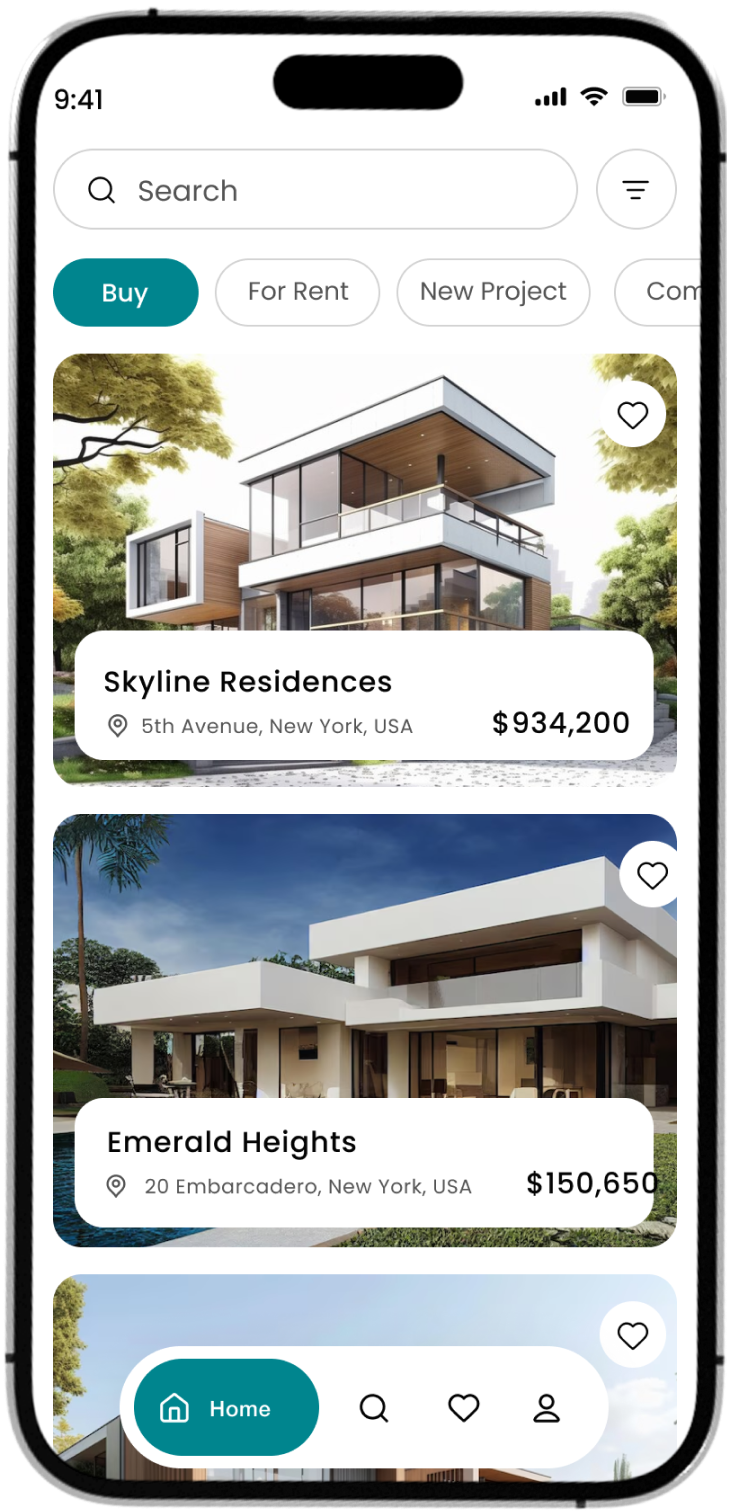 9:41
Search
Buy For Rent New Project Com
Skyline Residences
5th Avenue, New York, USA $934,200
Emerald Heights
20 Embarcadero, New York, USA $150,650
Home